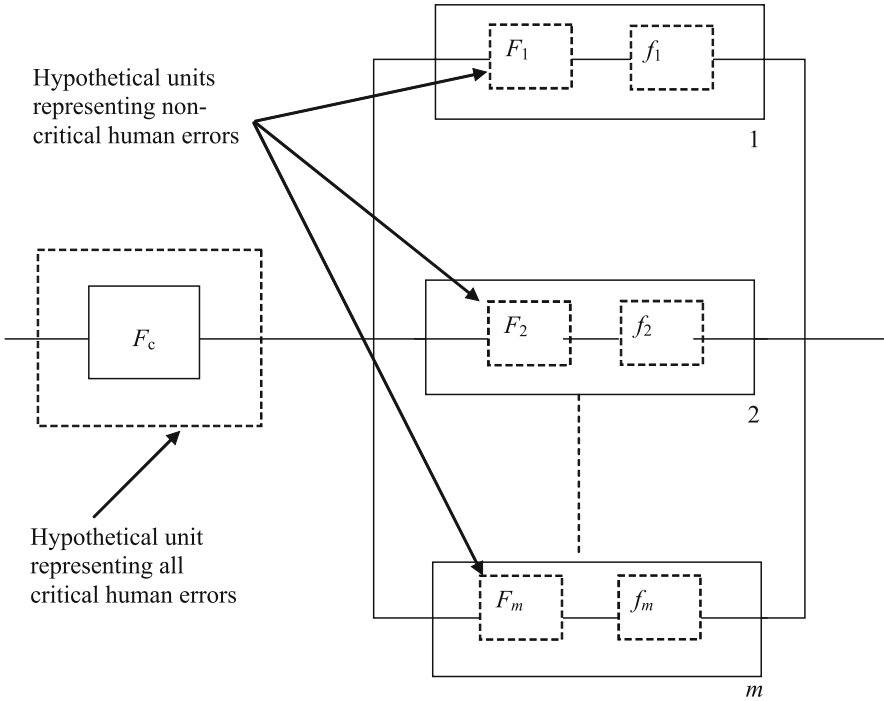 Hypothetical units
representing non-
critical human errors
F1
f1
1
Fc
F2
f2
2
Hypothetical unit
representing all
critical human errors
Fm
fm
m